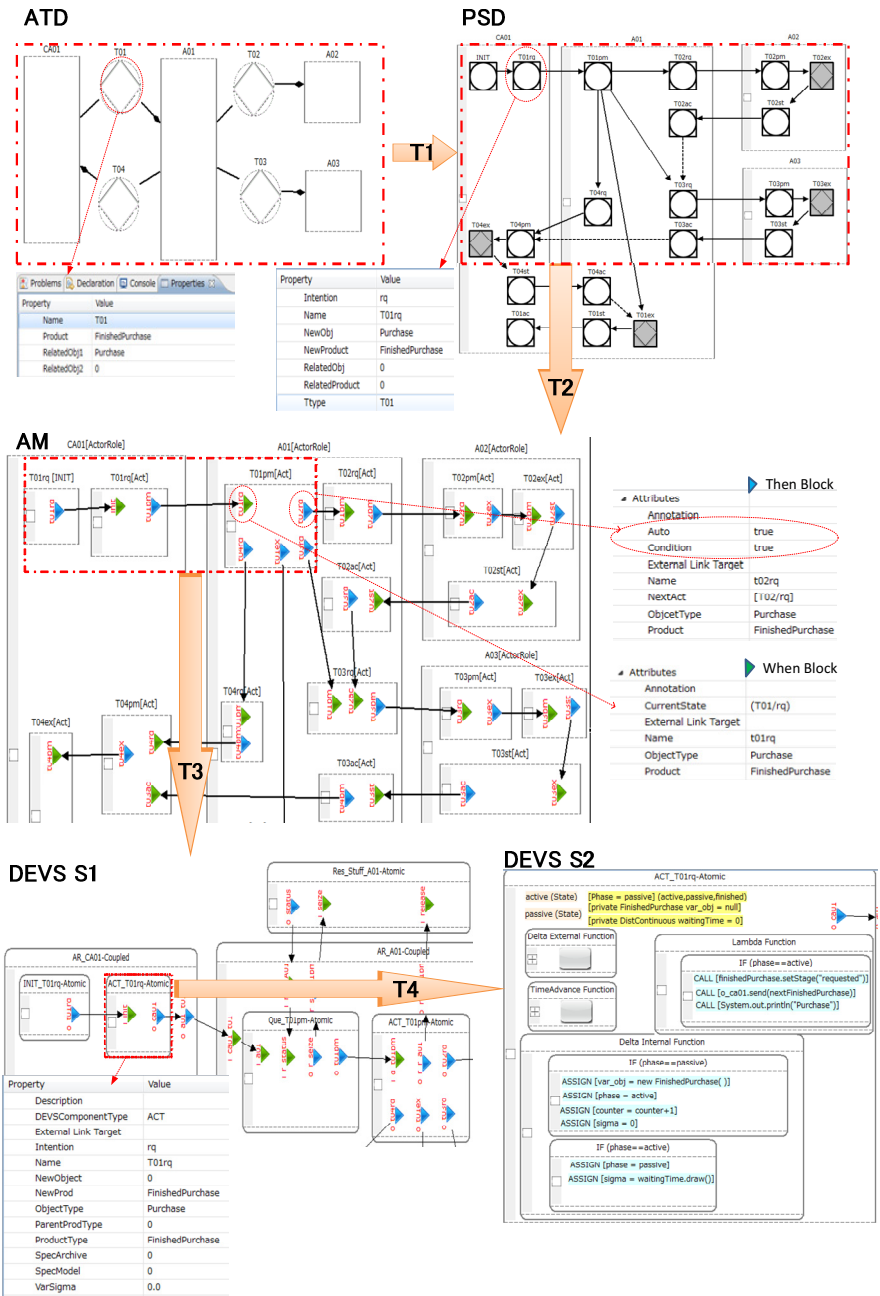 ATD
PSD
CA01
T01
A01
T02
A02
T04
T03
A03
T1
CA01
A01
A02
INIT
T01rq
T01pm
T02rq
T02pm
T02ex
T02ac
T02st
A03
T03rq
T03pm
T03ex
T04rq
T03ac
T03st
T04ex
T04pm
T04st
T04ac
T01ac
T01st
T01ex
Problems
Declaration
Console
Properties
Property Value
Name T01
Product FinishedPurchase
RelatedObj1 Purchase
RelatedObj2 0
Property Value
Intention rq
Name T01rq
NewObj Purchase
NewProduct FinishedPurchase
RelatedObj 0
RelatedProduct 0
Ttype T01
T2
AM
CA01[ActorRole]
A01[ActorRole]
A02[ActorRole]
T01rq [INIT]
T01rq[Act]
T01pm[Act]
T02rq[Act]
T02pm[Act]
T02ex[Act]
T02ac[Act]
T02st[Act]
A03[ActorRole]
T03rq[Act]
T03pm[Act]
T03ex[Act]
T04rq[Act]
T04pm[Act]
T04ex[Act]
T03ac[Act]
T03st[Act]
Then Block
Attributes
Annotation
Auto true
Condition true
External Link Target
Name t02rq
NextAct [T02/rq]
ObjcetType Purchase
Product FinishedPurchase
When Block
Attributes
Annotation
CurrentState (T01/rq)
External Link Target
Name t01rq
ObjectType Purchase
Product FinishedPurchase
T3
DEVS S1
Res_Stuff_A01-Atomic
o_status
i_seize
i_release
AR_CA01-Coupled
AR_A01-Coupled
INIT_T01rq-Atomic
ACT_T01rq-Atomic
Que_T01pm-Atomic
ACT_T01pm-Atomic
T4
Property Value
Description
DEVSComponentType ACT
External Link Target
Intention rq
Name T01rq
NewObject 0
NewProd FinishedPurchase
ObjectType Purchase
ParentProdType 0
ProductType FinishedPurchase
SpecArchive 0
SpecModel 0
VarSigma 0.0
DEVS S2
ACT_T01rq-Atomic
active (State) [Phase = passive] (active,passive,finished)
[private FinishedPurchase var_obj = null]
passive (State)
[private DistContinuous waitingTime = 0]
o_ca01
Delta External Function
TimeAdvance Function
Lambda Function
IF (phase==active)
CALL [finishedPurchase.setStage("requested")]
CALL [o_ca01.send(nextFinishedPurchase)]
CALL [System.out.println("Purchase")]
Delta Internal Function
IF (phase==passive)
ASSIGN [var_obj = new FinishedPurchase( )]
ASSIGN [phase = active]
ASSIGN [counter = counter+1]
ASSIGN [sigma = 0]
IF (phase==active)
ASSIGN [phase = passive]
ASSIGN [sigma = waitingTime.draw()]